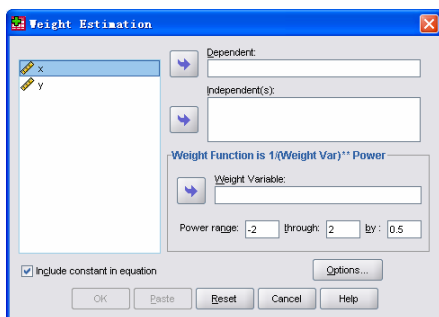 Weight Estimation
x
y
Dependent:
Independent(s):
Weight Function is 1/(Weight Var)** Power
Weight Variable:
Power range: -2 through: 2 by: 0.5
Include constant in equation
Options...
OK Paste Reset Cancel Help